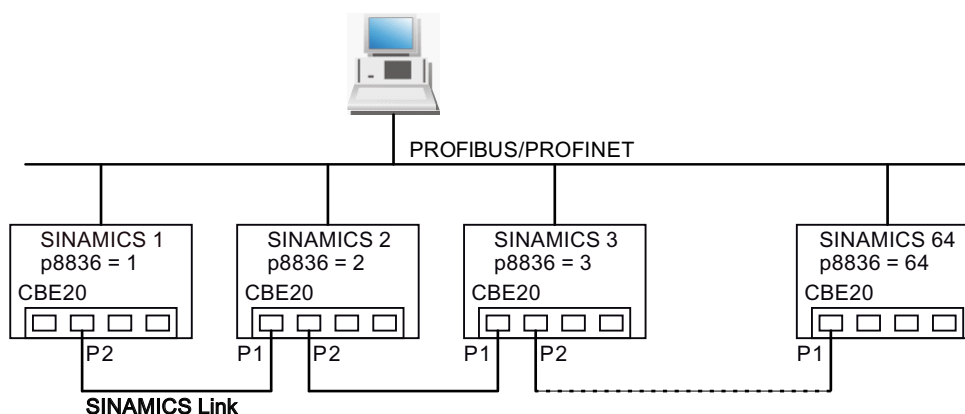 PROFIBUS/PROFINET
SINAMICS 1
p8836 = 1
CBE20
P2
SINAMICS 2
p8836 = 2
CBE20
P1
P2
SINAMICS 3
p8836 = 3
CBE20
P1
P2
SINAMICS 64
p8836 = 64
CBE20
P1
SINAMICS Link